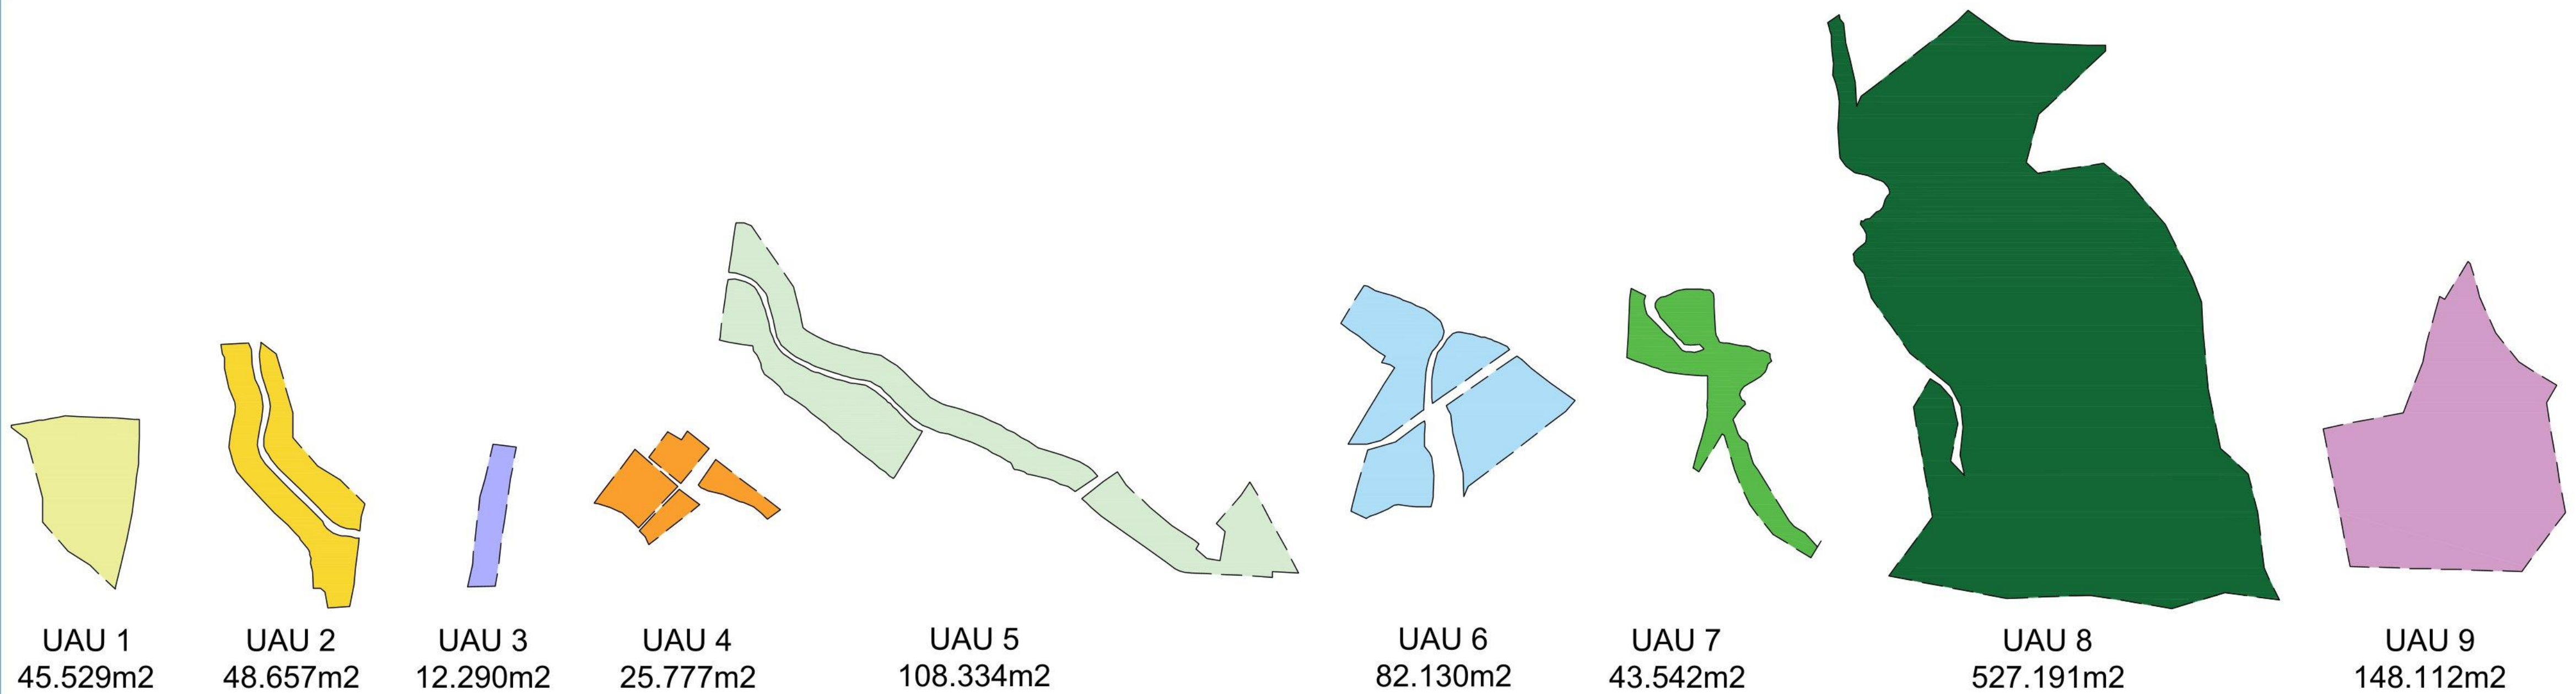 UAU 1
45.529m2
UAU 2
48.657m2
UAU 3
12.290m2
UAU 4
25.777m2
UAU 5
108.334m2
UAU 6
82.130m2
UAU 7
43.542m2
UAU 8
527.191m2
UAU 9
148.112m2